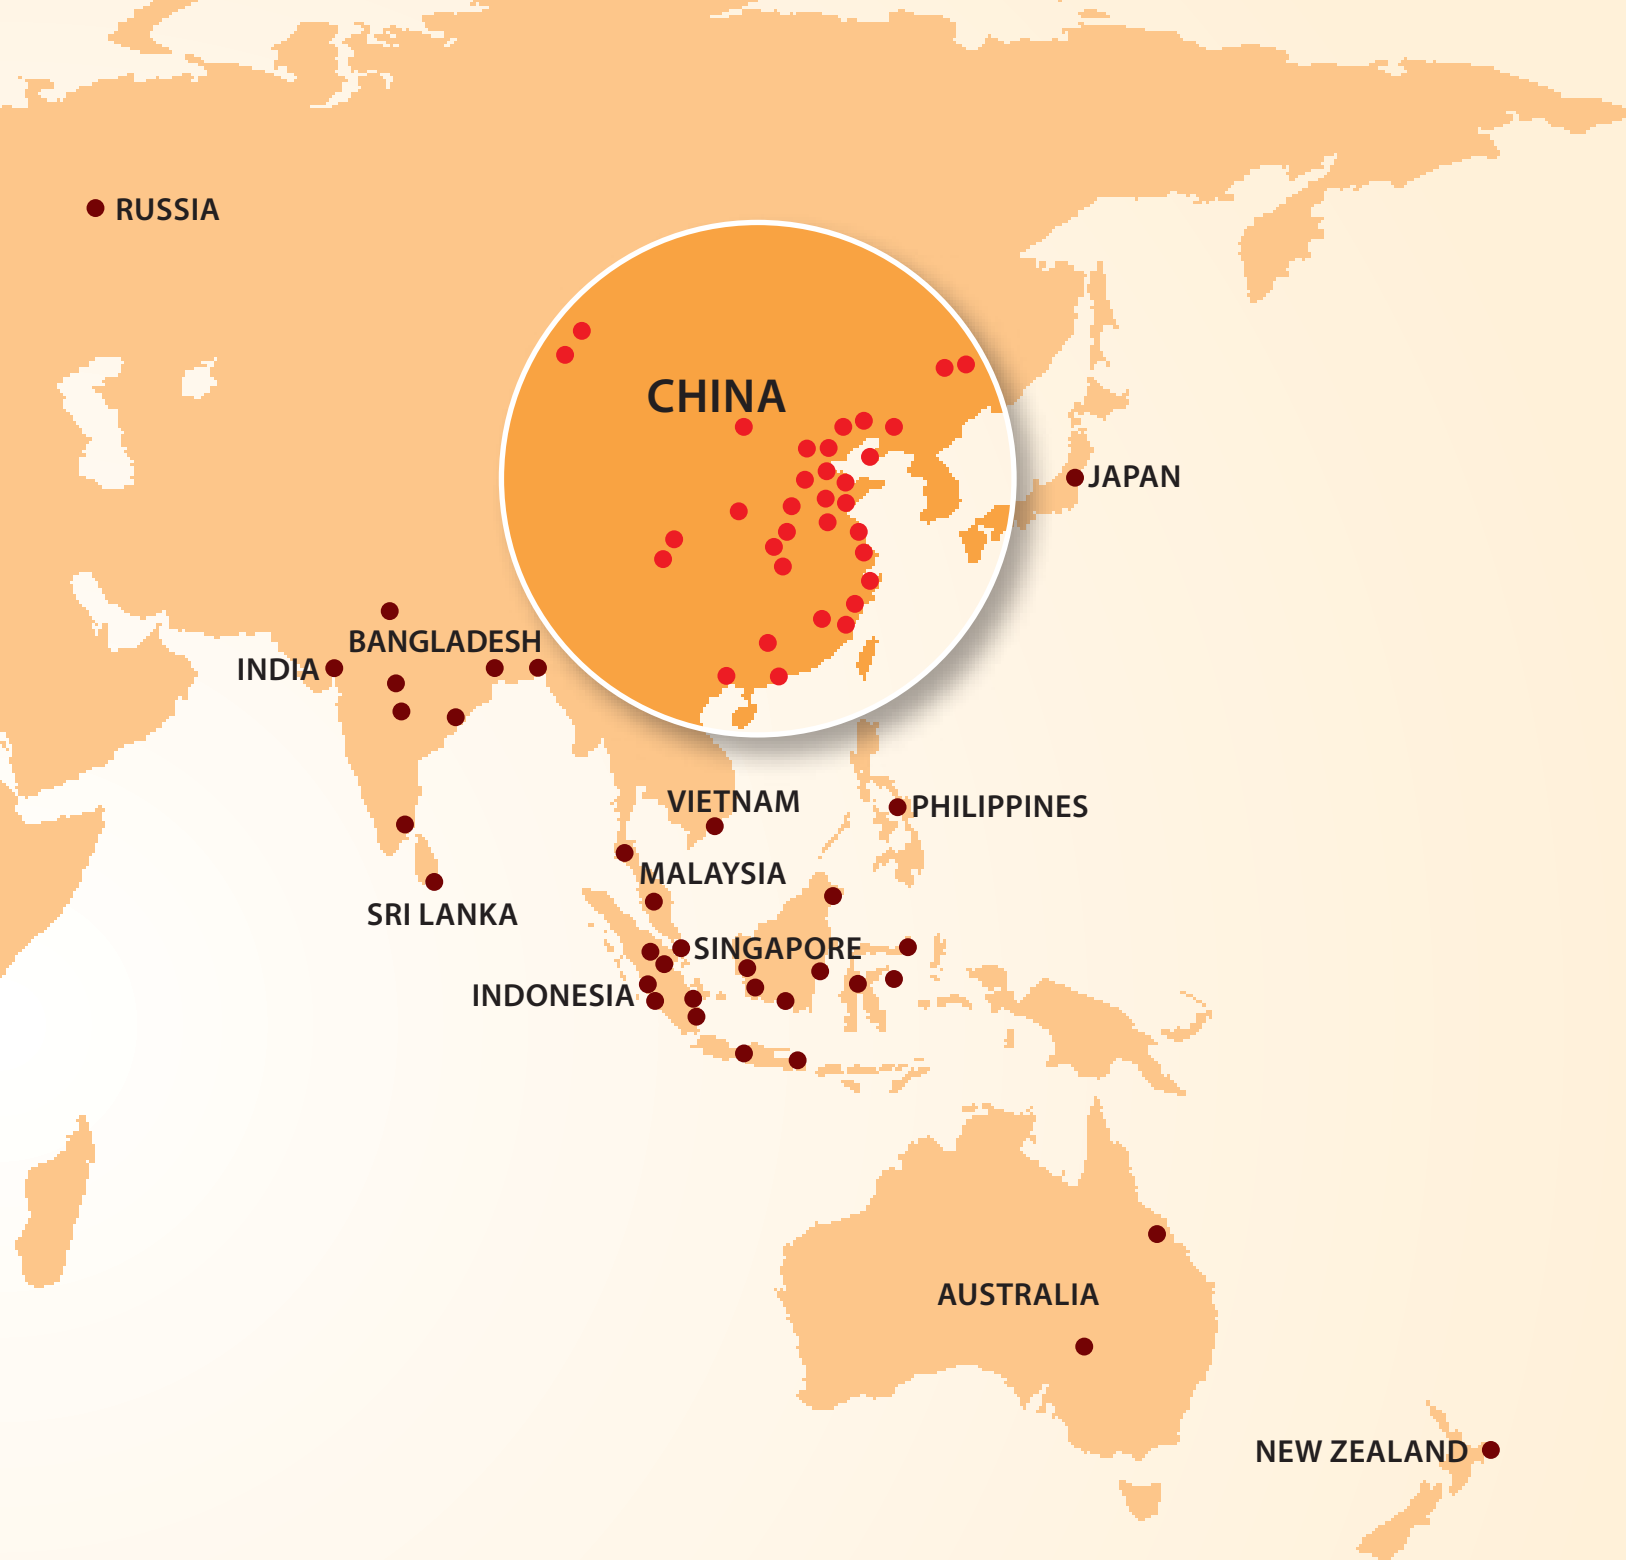 RUSSIA
CHINA
JAPAN
BANGLADESH
INDIA
VIETNAM
PHILIPPINES
MALAYSIA
SRI LANKA
SINGAPORE
INDONESIA
AUSTRALIA
NEW ZEALAND